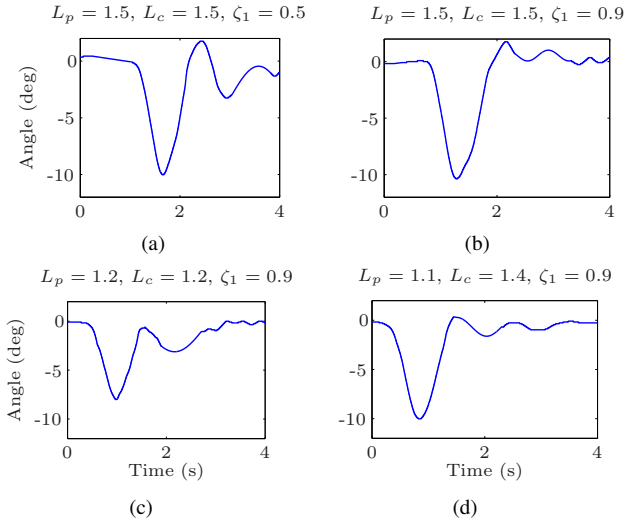 L_p = 1.5, L_c = 1.5, ζ_1 = 0.5
L_p = 1.5, L_c = 1.5, ζ_1 = 0.9
Angle (deg)
0
-5
-10
0 2 4
0
-5
-10
0 2 4
(a)
(b)
L_p = 1.2, L_c = 1.2, ζ_1 = 0.9
L_p = 1.1, L_c = 1.4, ζ_1 = 0.9
Angle (deg)
0
-5
-10
0 2 4
Time (s)
0
-5
-10
0 2 4
Time (s)
(c)
(d)